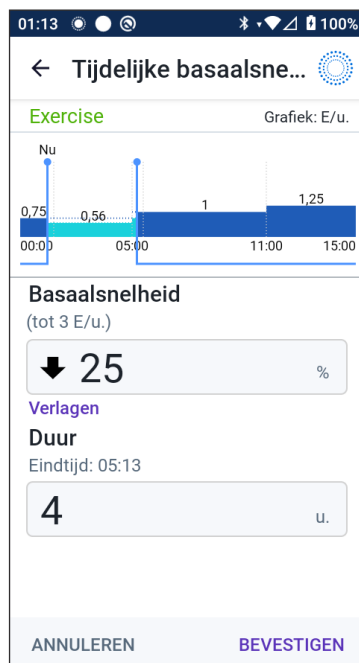 01:13 100%
Tijdelijke basaalsne...
Exercise Grafiek: E/u.
Nu
0,75 0,56 1 1,25
00:00 05:00 11:00 15:00
Basaalsnelheid
(tot 3 E/u.)
25 %
Verlagen
Duur
Eindtijd: 05:13
4 u.
ANNULEREN BEVESTIGEN